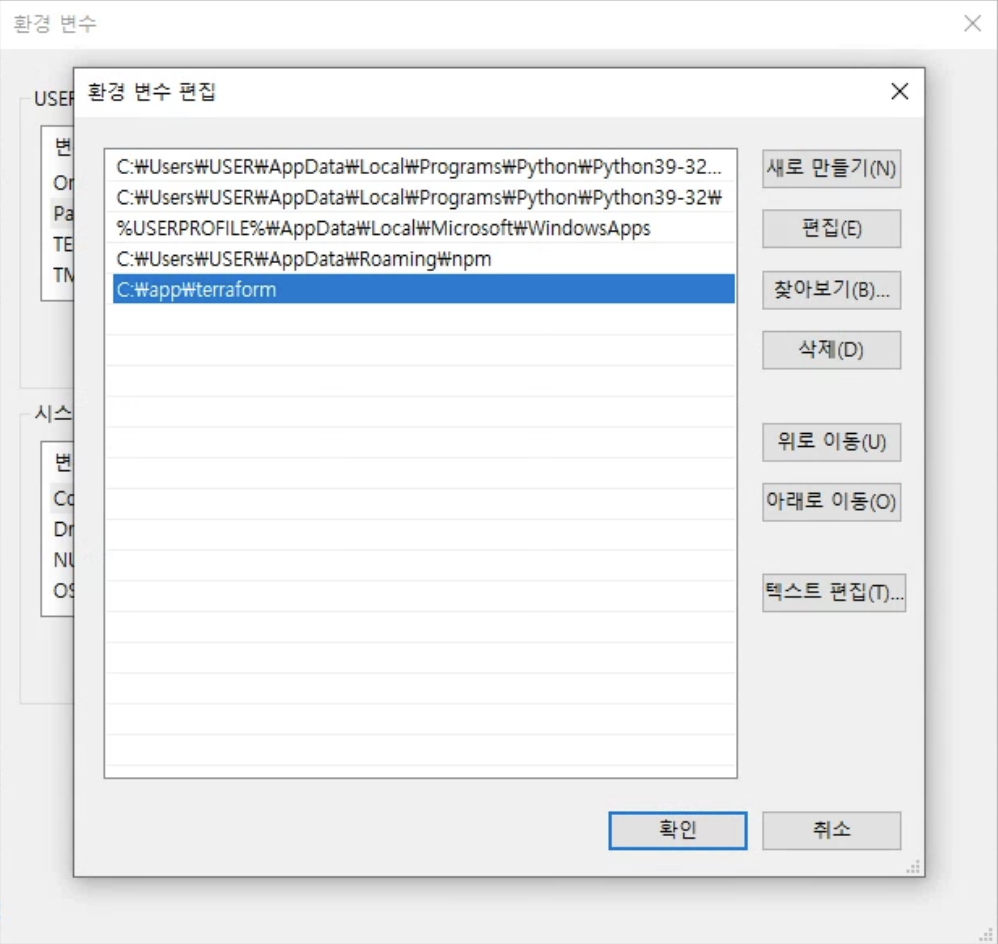 환경 변수
환경 변수 편집
USER
변
Or
Pa
TE
TM
시스
변
Co
Dr
NU
OS
C:₩Users₩USER₩AppData₩Local₩Programs₩Python₩Python39-32...
C:₩Users₩USER₩AppData₩Local₩Programs₩Python₩Python39-32₩
%USERPROFILE%₩AppData₩Local₩Microsoft₩WindowsApps
C:₩Users₩USER₩AppData₩Roaming₩npm
C:₩app₩terraform
새로 만들기(N)
편집(E)
찾아보기(B)...
삭제(D)
위로 이동(U)
아래로 이동(O)
텍스트 편집(T)...
확인
취소